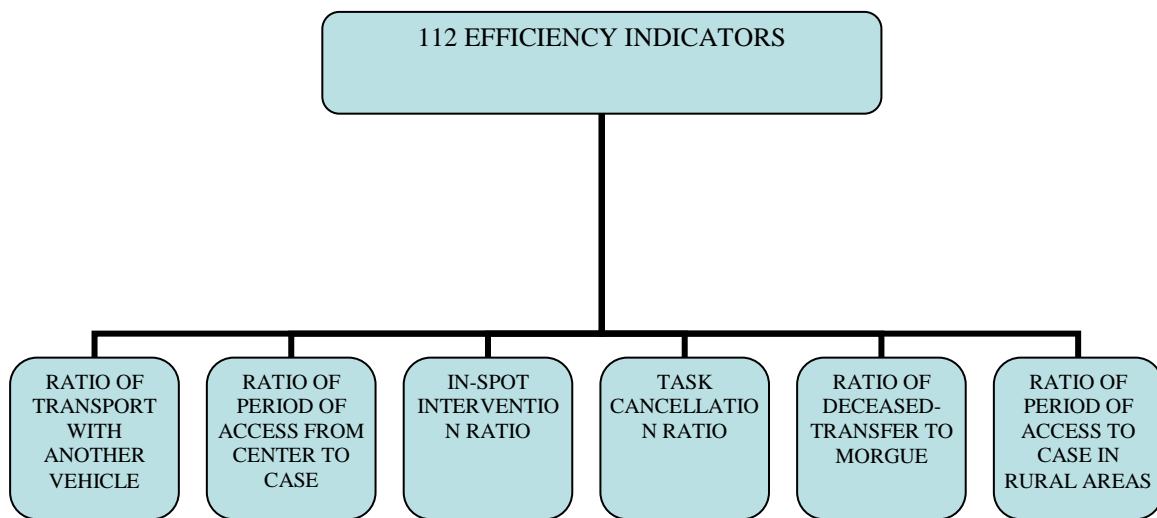 112 EFFICIENCY INDICATORS
RATIO OF
TRANSPORT
WITH
ANOTHER
VEHICLE
RATIO OF
PERIOD OF
ACCESS FROM
CENTER TO
CASE
IN-SPOT
INTERVENTIO
N RATIO
TASK
CANCELLATIO
N RATIO
RATIO OF
DECEASED-
TRANSFER TO
MORGUE
RATIO OF
PERIOD OF
ACCESS TO
CASE IN
RURAL AREAS